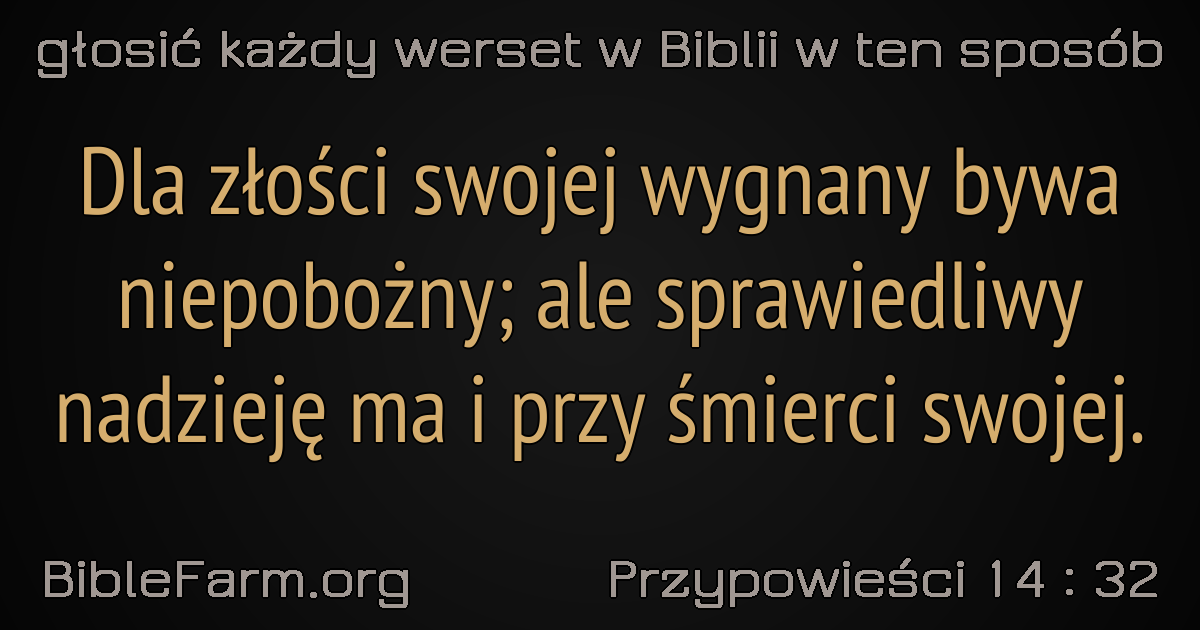 głosić każdy werset w Biblii w ten sposób
Dla złości swojej wygnany bywa
niepobożny; ale sprawiedliwy
nadzieję ma i przy śmierci swojej.
BibleFarm.org
Przypowieści 14 : 32